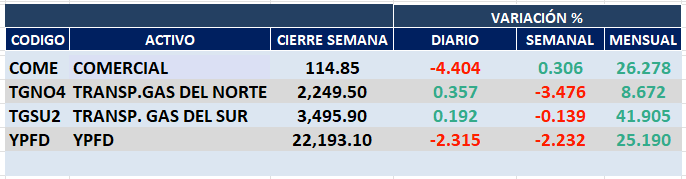 VARIACIÓN %
CODIGO ACTIVO CIERRE SEMANA DIARIO SEMANAL MENSUAL
COME COMERCIAL 114.85 -4.404 0.306 26.278
TGNO4 TRANSP.GAS DEL NORTE 2,249.50 0.357 -3.476 8.672
TGSU2 TRANSP. GAS DEL SUR 3,495.90 0.192 -0.139 41.905
YPFD YPFD 22,193.10 -2.315 -2.232 25.190